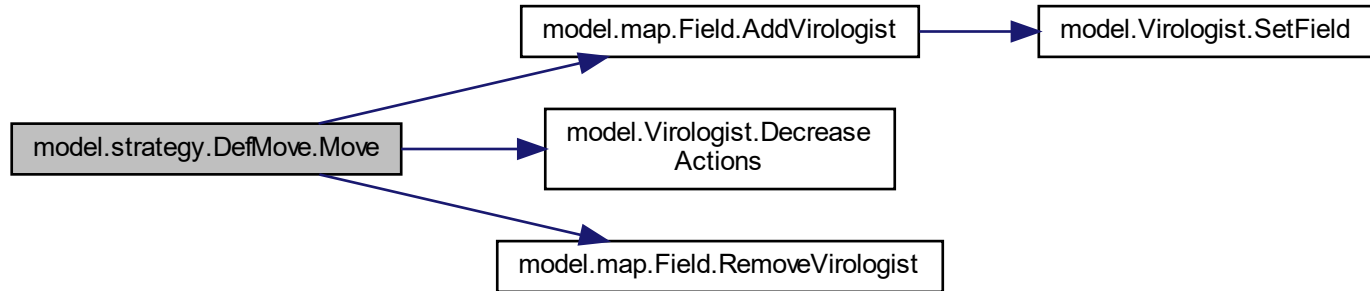 model.map.Field.AddVirologist
model.Virologist.SetField
model.strategy.DefMove.Move
model.Virologist.Decrease
Actions
model.map.Field.RemoveVirologist